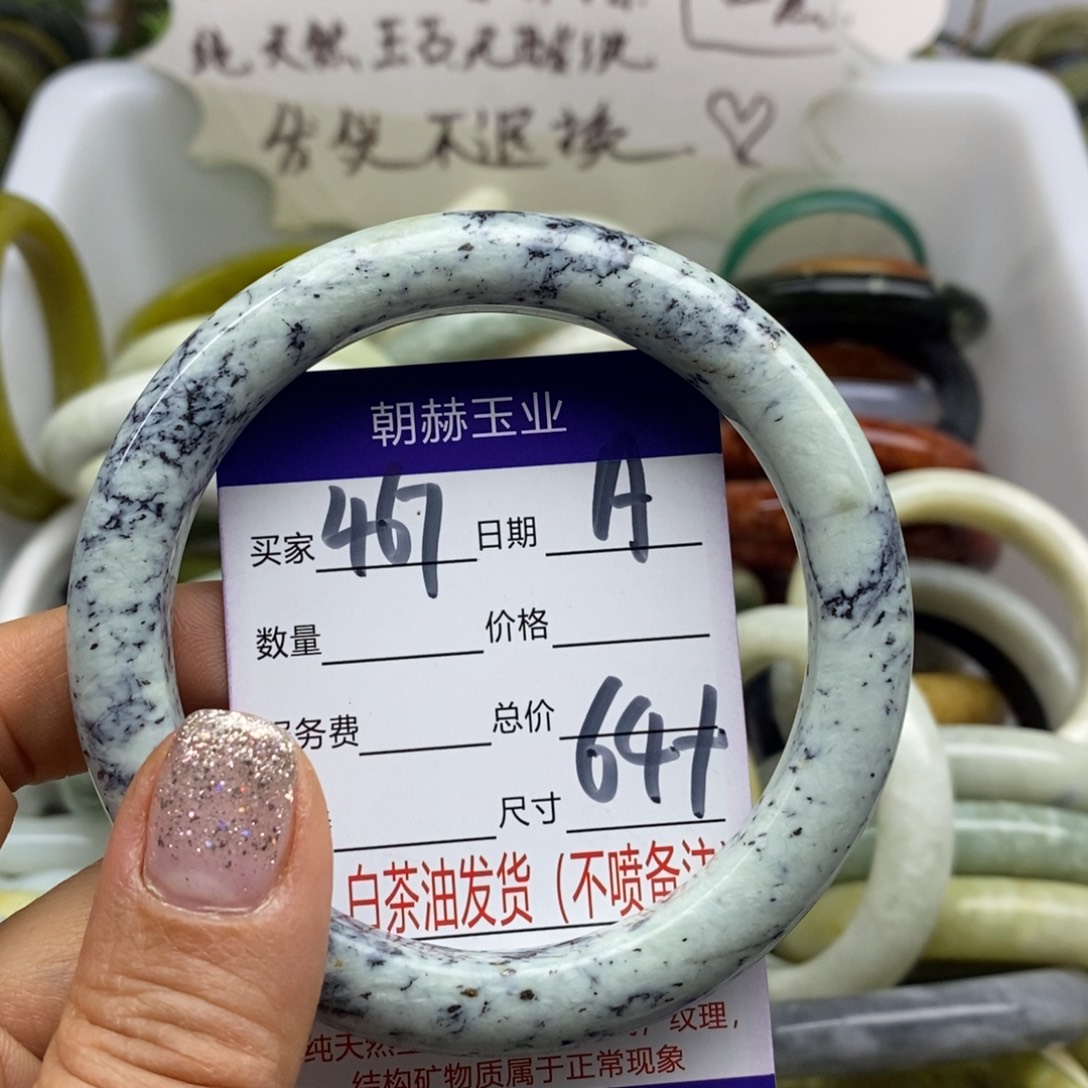 纯天然玉石无酸洗
售出不退换
朝赫玉业
买家 467 日期 A
数量 价格
务费 总价 64+
尺寸
白茶油发货（不喷备注
纯天然 纹理，
结构矿物质属于正常现象